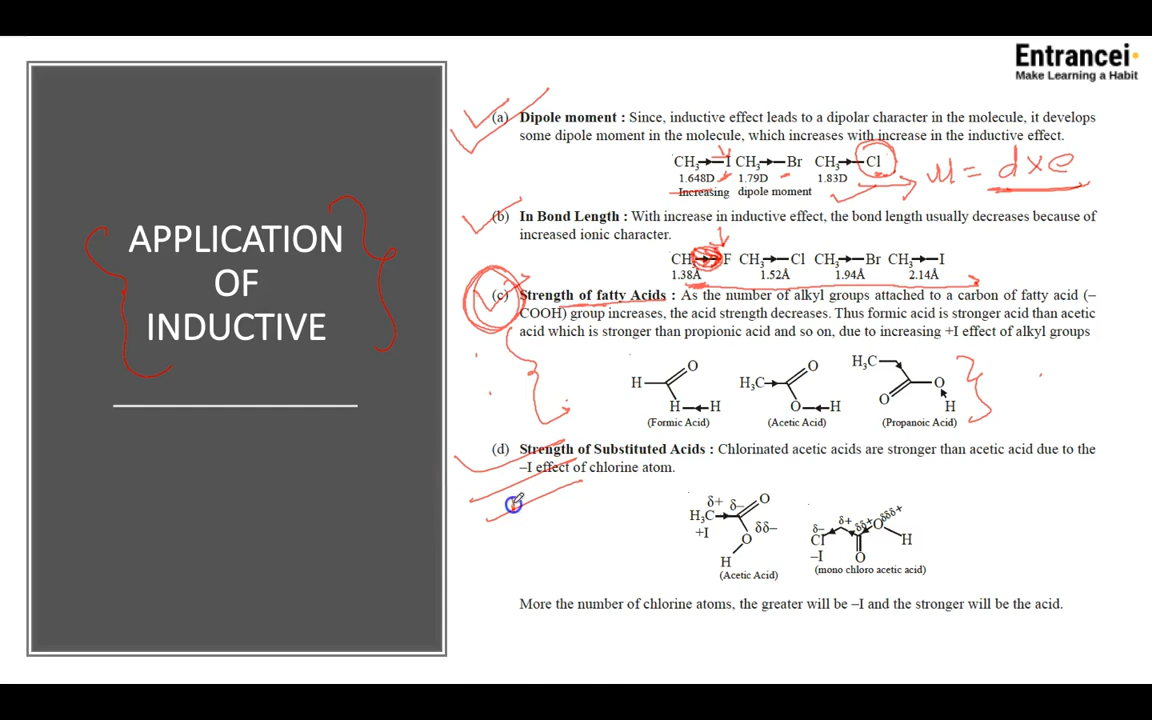 Entrancei
Make Learning a Habit
APPLICATION
OF
INDUCTIVE
(a) Dipole moment : Since, inductive effect leads to a dipolar character in the molecule, it develops
some dipole moment in the molecule, which increases with increase in the inductive effect.
CH3 I CH3 Br CH3 Cl
1.648D 1.79D 1.83D
Increasing dipole moment
μ = d×e
(b) In Bond Length : With increase in inductive effect, the bond length usually decreases because of
increased ionic character.
CH3 F CH3 Cl CH3 Br CH3 I
1.38Å 1.52Å 1.94Å 2.14Å
(c) Strength of fatty Acids : As the number of alkyl groups attached to a carbon of fatty acid (–
COOH) group increases, the acid strength decreases. Thus formic acid is stronger acid than acetic
acid which is stronger than propionic acid and so on, due to increasing +I effect of alkyl groups
H O H H
(Formic Acid)
H3C O O H
(Acetic Acid)
H3C O O H
(Propanoic Acid)
(d) Strength of Substituted Acids : Chlorinated acetic acids are stronger than acetic acid due to the
–I effect of chlorine atom.
δ+ δ– O
H3C δδ–
+I O
H
(Acetic Acid)
δ– δ+ δδ+ O δδδ+
Cl H
–I O
(mono chloro acetic acid)
More the number of chlorine atoms, the greater will be –I and the stronger will be the acid.